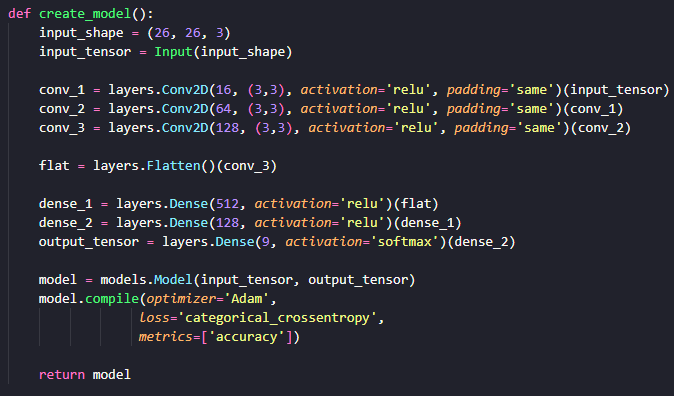 def create_model():
    input_shape = (26, 26, 3)
    input_tensor = Input(input_shape)

    conv_1 = layers.Conv2D(16, (3,3), activation='relu', padding='same')(input_tensor)
    conv_2 = layers.Conv2D(64, (3,3), activation='relu', padding='same')(conv_1)
    conv_3 = layers.Conv2D(128, (3,3), activation='relu', padding='same')(conv_2)

    flat = layers.Flatten()(conv_3)

    dense_1 = layers.Dense(512, activation='relu')(flat)
    dense_2 = layers.Dense(128, activation='relu')(dense_1)
    output_tensor = layers.Dense(9, activation='softmax')(dense_2)

    model = models.Model(input_tensor, output_tensor)
    model.compile(optimizer='Adam',
                  loss='categorical_crossentropy',
                  metrics=['accuracy'])

    return model